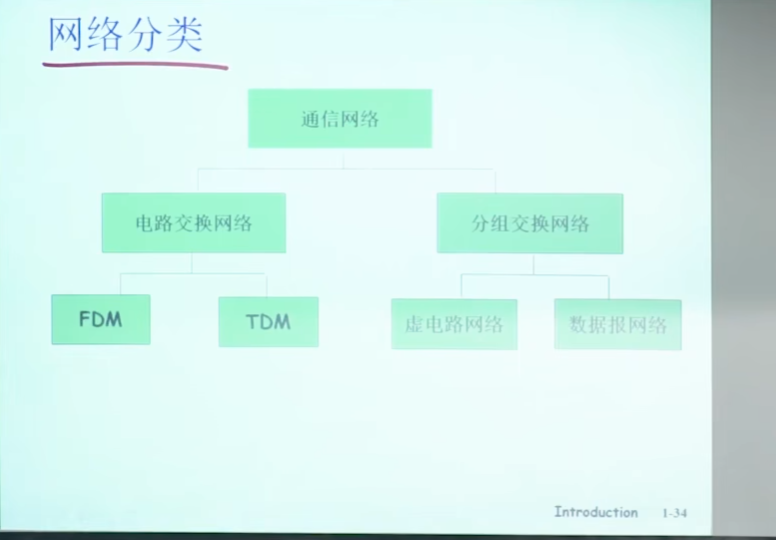 网络分类
通信网络
电路交换网络
分组交换网络
FDM
TDM
虚电路网络
数据报网络
Introduction 1-34